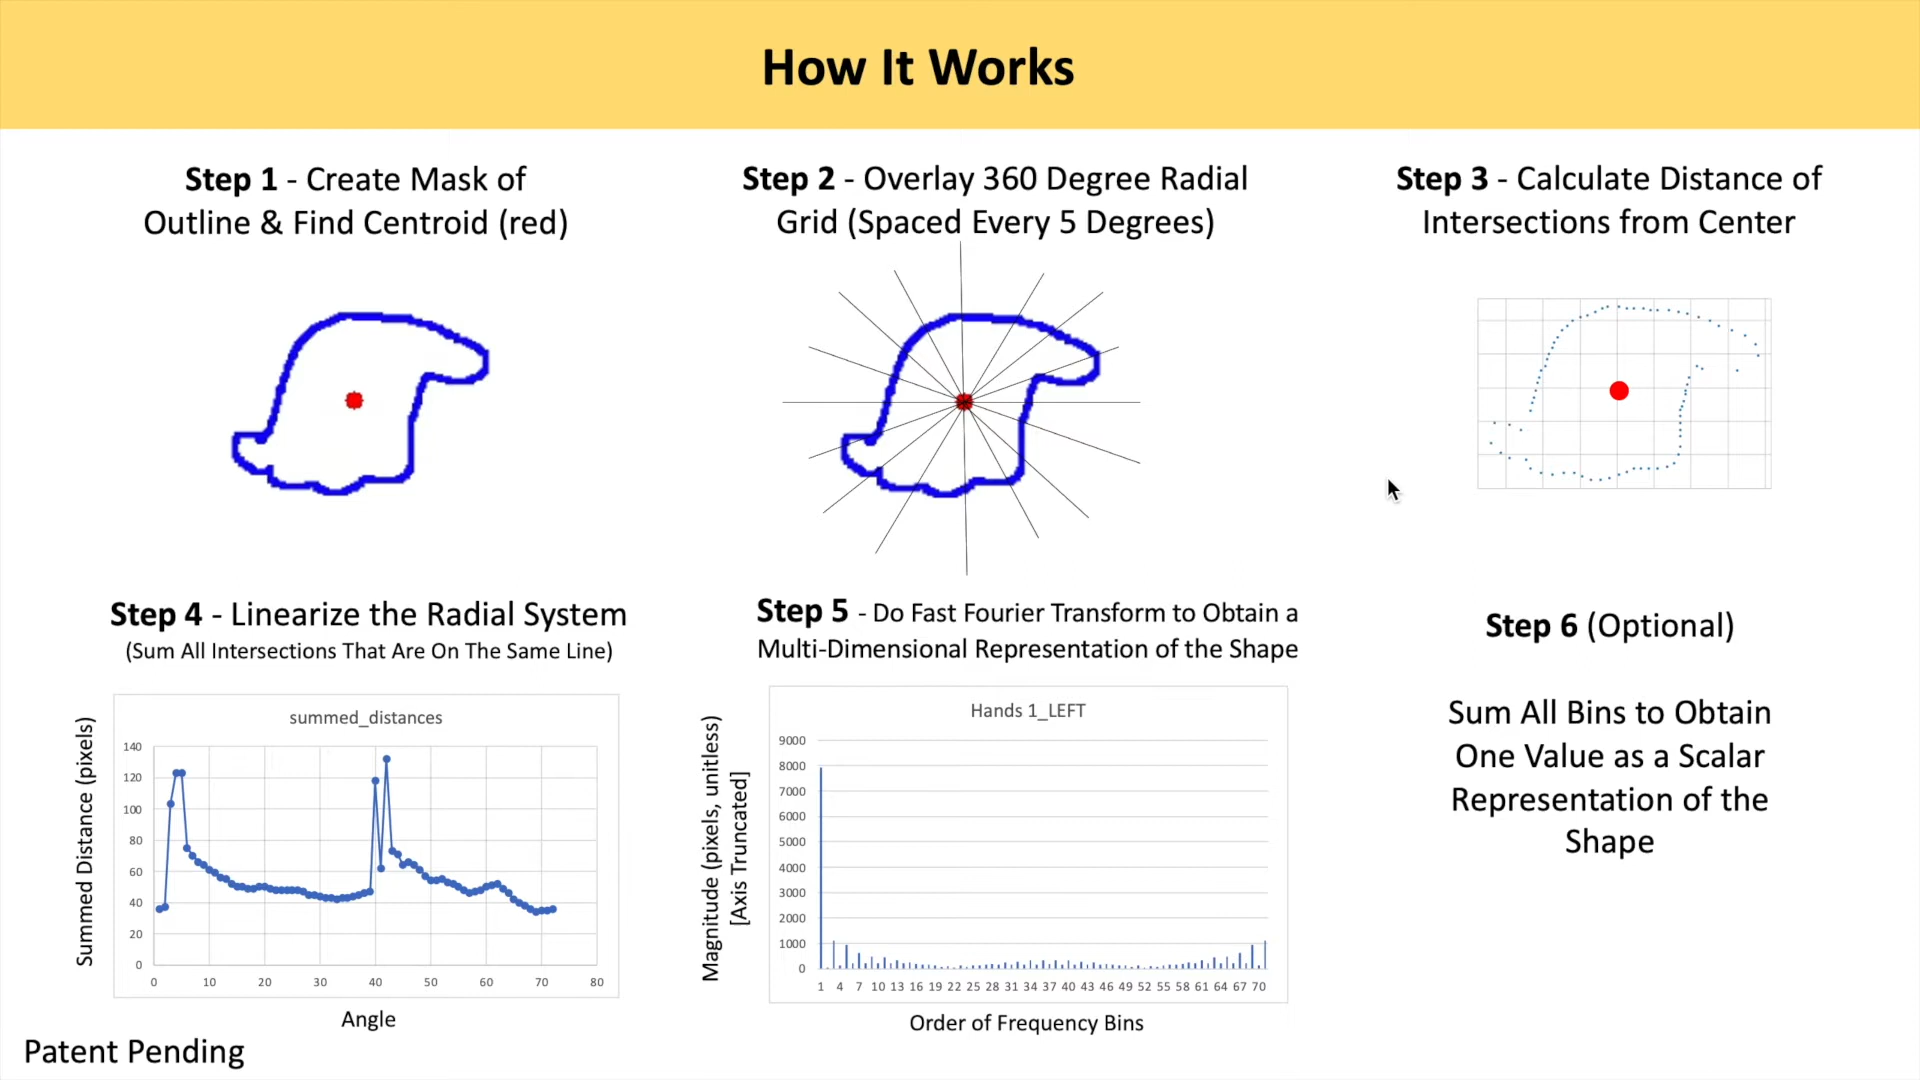 How It Works
Step 1 - Create Mask of
Outline & Find Centroid (red)
Step 2 - Overlay 360 Degree Radial
Grid (Spaced Every 5 Degrees)
Step 3 - Calculate Distance of
Intersections from Center
Step 4 - Linearize the Radial System
(Sum All Intersections That Are On The Same Line)
summed_distances
Summed Distance (pixels)
140
120
100
80
60
40
20
0
0 10 20 30 40 50 60 70 80
Angle
Step 5 - Do Fast Fourier Transform to Obtain a
Multi-Dimensional Representation of the Shape
Hands 1_LEFT
Magnitude (pixels, unitless)
[Axis Truncated]
9000
8000
7000
6000
5000
4000
3000
2000
1000
0
1 4 7 10 13 16 19 22 25 28 31 34 37 40 43 46 49 52 55 58 61 64 67 70
Order of Frequency Bins
Step 6 (Optional)
Sum All Bins to Obtain
One Value as a Scalar
Representation of the
Shape
Patent Pending